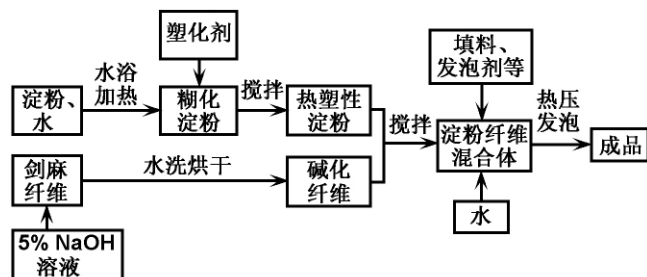 塑化剂
填料、
发泡剂等
淀粉、
水
水浴
加热
糊化
淀粉
搅拌
热塑性
淀粉
搅拌
淀粉纤维
混合体
热压
发泡
成品
剑麻
纤维
水洗烘干
碱化
纤维
水
5% NaOH
溶液